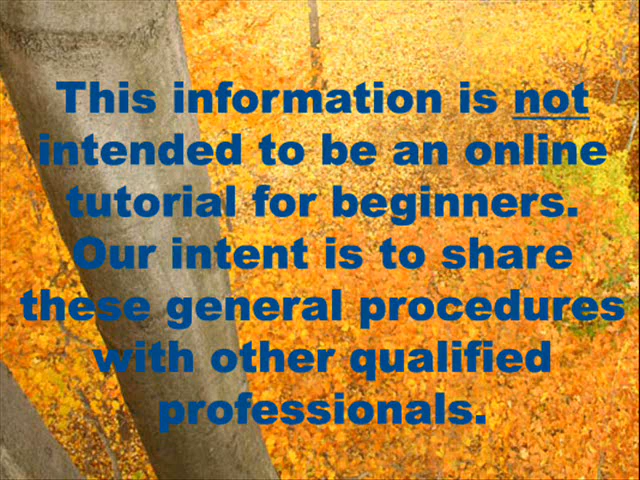 This information is not
intended to be an online
tutorial for beginners.
Our intent is to share
these general procedures
with other qualified
professionals.